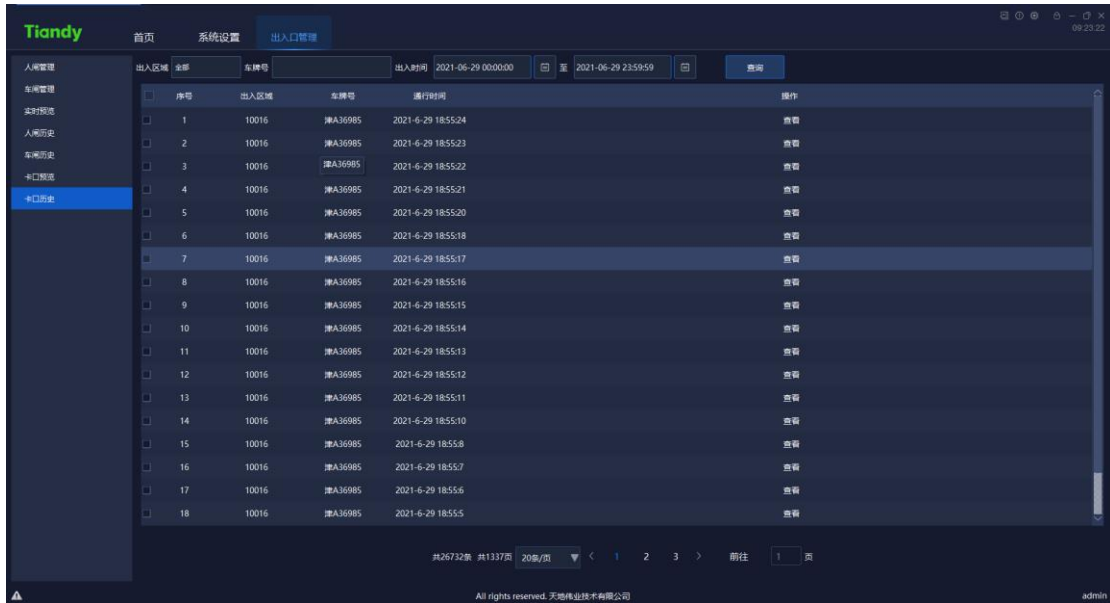 09:23:22
Tiandy 首页 系统设置 出入口管理
人闸管理
车闸管理
实时预览
人闸历史
车闸历史
卡口预览
卡口历史
出入区域 全部 车牌号 出入时间 2021-06-29 00:00:00 至 2021-06-29 23:59:59 查询
序号 出入区域 车牌号 通行时间 操作
1 10016 津A36985 2021-6-29 18:55:24 查看
2 10016 津A36985 2021-6-29 18:55:23 查看
3 10016 津A36985 2021-6-29 18:55:22 查看
4 10016 津A36985 2021-6-29 18:55:21 查看
5 10016 津A36985 2021-6-29 18:55:20 查看
6 10016 津A36985 2021-6-29 18:55:18 查看
7 10016 津A36985 2021-6-29 18:55:17 查看
8 10016 津A36985 2021-6-29 18:55:16 查看
9 10016 津A36985 2021-6-29 18:55:15 查看
10 10016 津A36985 2021-6-29 18:55:14 查看
11 10016 津A36985 2021-6-29 18:55:13 查看
12 10016 津A36985 2021-6-29 18:55:12 查看
13 10016 津A36985 2021-6-29 18:55:11 查看
14 10016 津A36985 2021-6-29 18:55:10 查看
15 10016 津A36985 2021-6-29 18:55:8 查看
16 10016 津A36985 2021-6-29 18:55:7 查看
17 10016 津A36985 2021-6-29 18:55:6 查看
18 10016 津A36985 2021-6-29 18:55:5 查看
共26732条 共1337页 20条/页 1 2 3 前往 1 页
All rights reserved. 天地伟业技术有限公司 admin